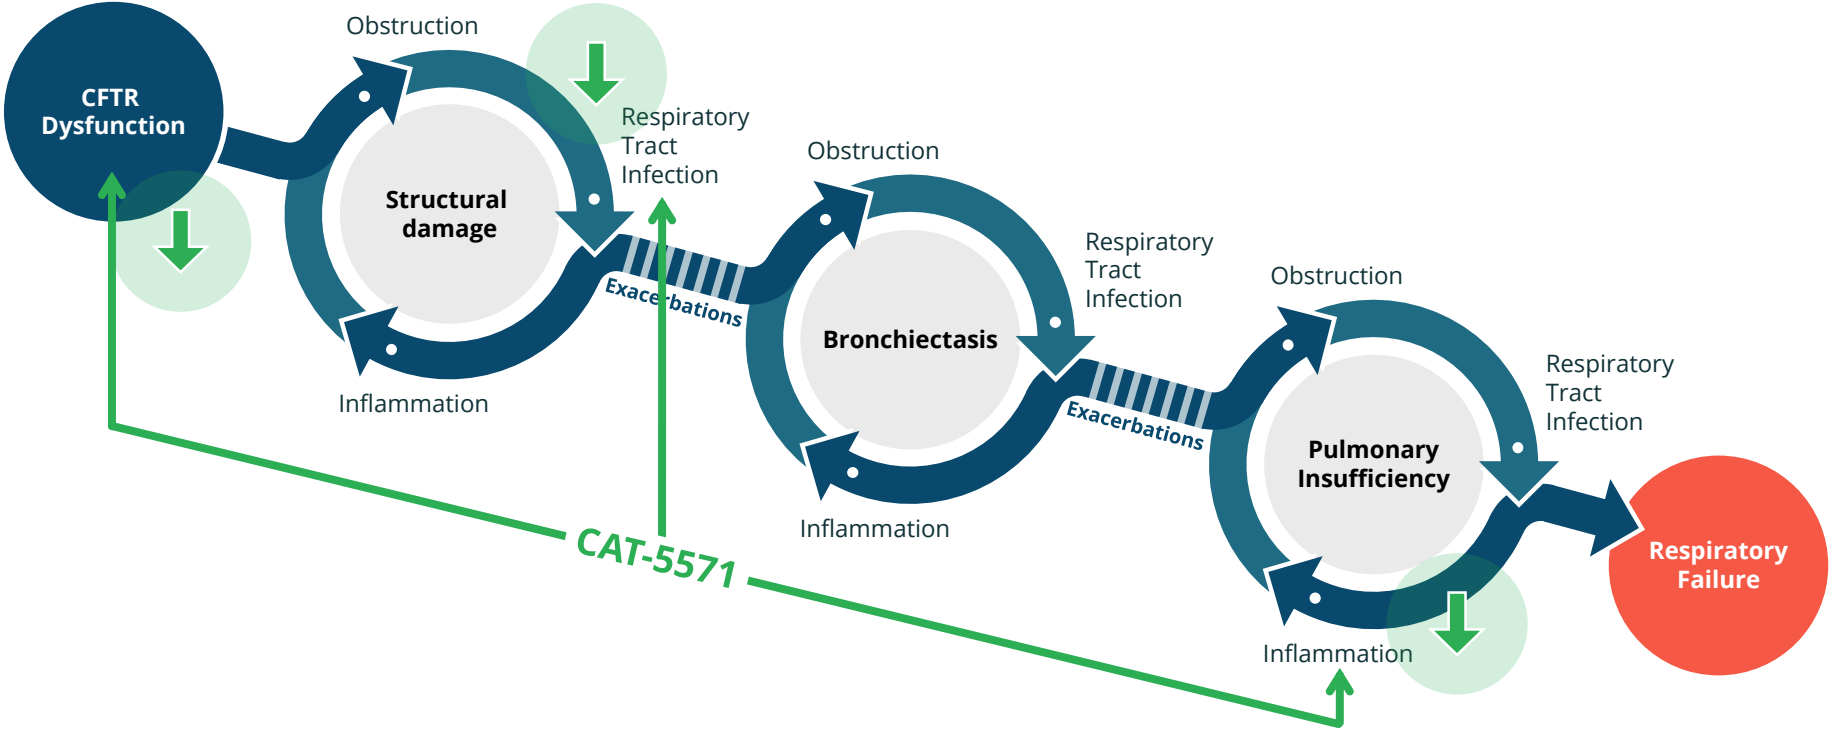 CFTR
Dysfunction
Obstruction
Respiratory
Tract
Infection
Structural
damage
Inflammation
Exacerbations
Obstruction
Respiratory
Tract
Infection
Bronchiectasis
Inflammation
Exacerbations
Obstruction
Respiratory
Tract
Infection
Pulmonary
Insufficiency
Inflammation
Respiratory
Failure
CAT-5571